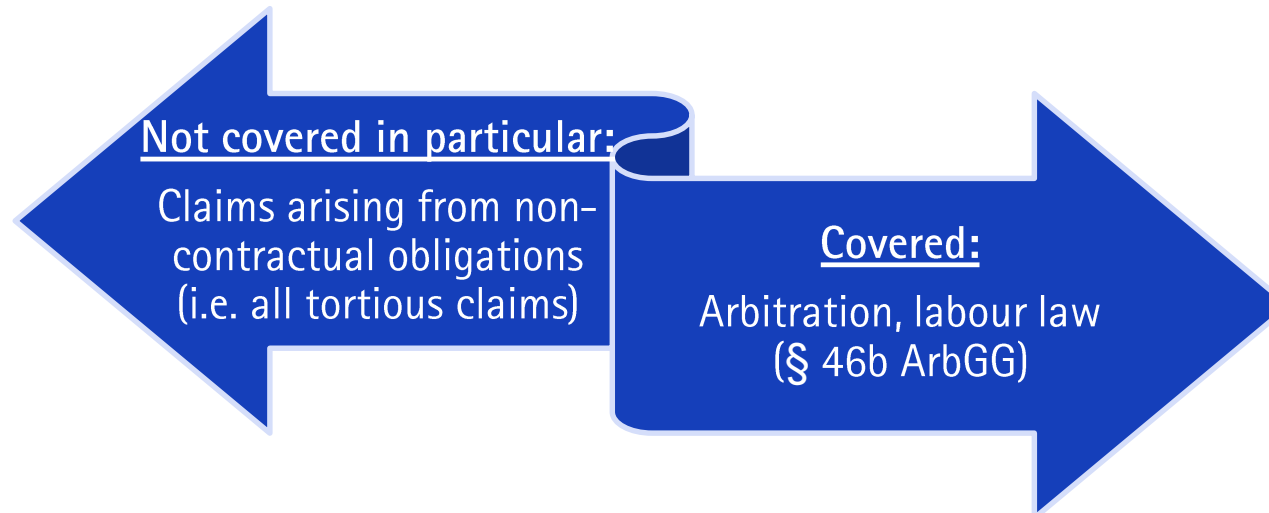 Not covered in particular:
Claims arising from non-
contractual obligations
(i.e. all tortious claims)
Covered:
Arbitration, labour law
(§ 46b ArbGG)